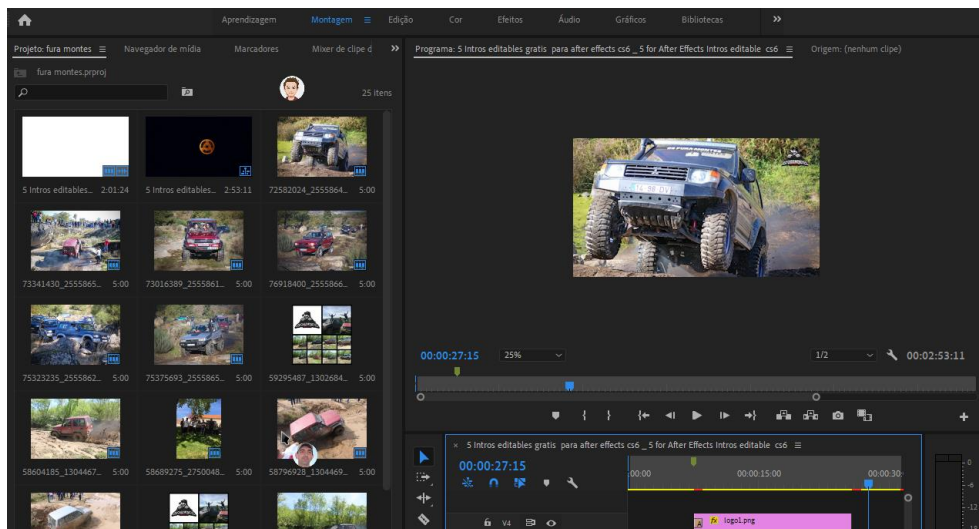 Aprendizagem Montagem Edição Cor Efeitos Áudio Gráficos Bibliotecas
Projeto: fura montes Navegador de mídia Marcadores Mixer de clipe d
Programa: 5 Intros editables gratis para after effects cs6 _ 5 for After Effects Intros editable cs6 Origem: (nenhum clipe)
fura montes.prproj
25 itens
5 Intros editables_... 2:01:24
5 Intros editables_... 2:53:11
72582024_2555864... 5:00
73341430_2555865... 5:00
73016389_2555861... 5:00
76918400_2555866... 5:00
75323235_2555862... 5:00
75375693_2555865... 5:00
59295487_1302684... 5:00
58604185_1304467... 5:00
58689275_2750048... 5:00
58796928_1304469... 5:00
00:00:27:15 25% 1/2 00:02:53:11
5 Intros editables gratis para after effects cs6 _ 5 for After Effects Intros editable cs6
00:00:27:15
:00:00 00:00:15:00 00:00:30:
V4 fx logo1.png
0
-6